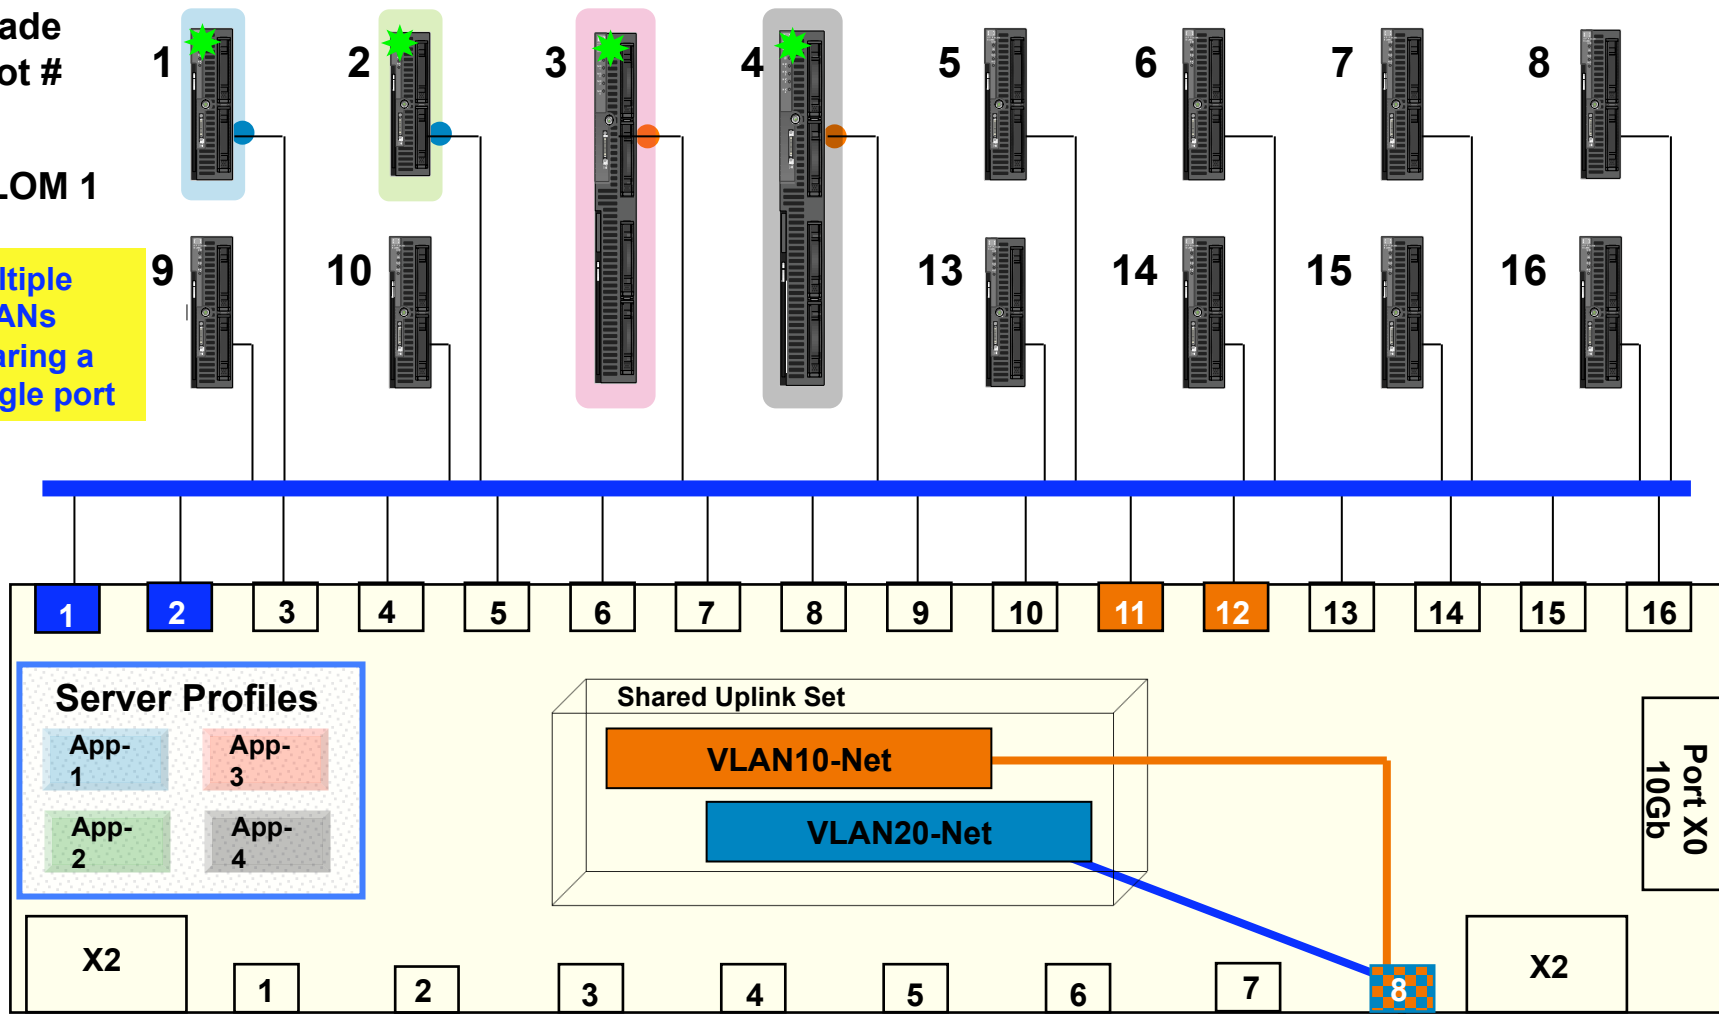 ade
ot #
1
2
3
4
5
6
7
8
LOM 1
ltiple
ANs
aring a
gle port
9
10
13
14
15
16
1
2
3
4
5
6
7
8
9
10
11
12
13
14
15
16
Server Profiles
App-
1
App-
3
App-
2
App-
4
Shared Uplink Set
VLAN10-Net
VLAN20-Net
Port X0
10Gb
X2
1
2
3
4
5
6
7
8
X2